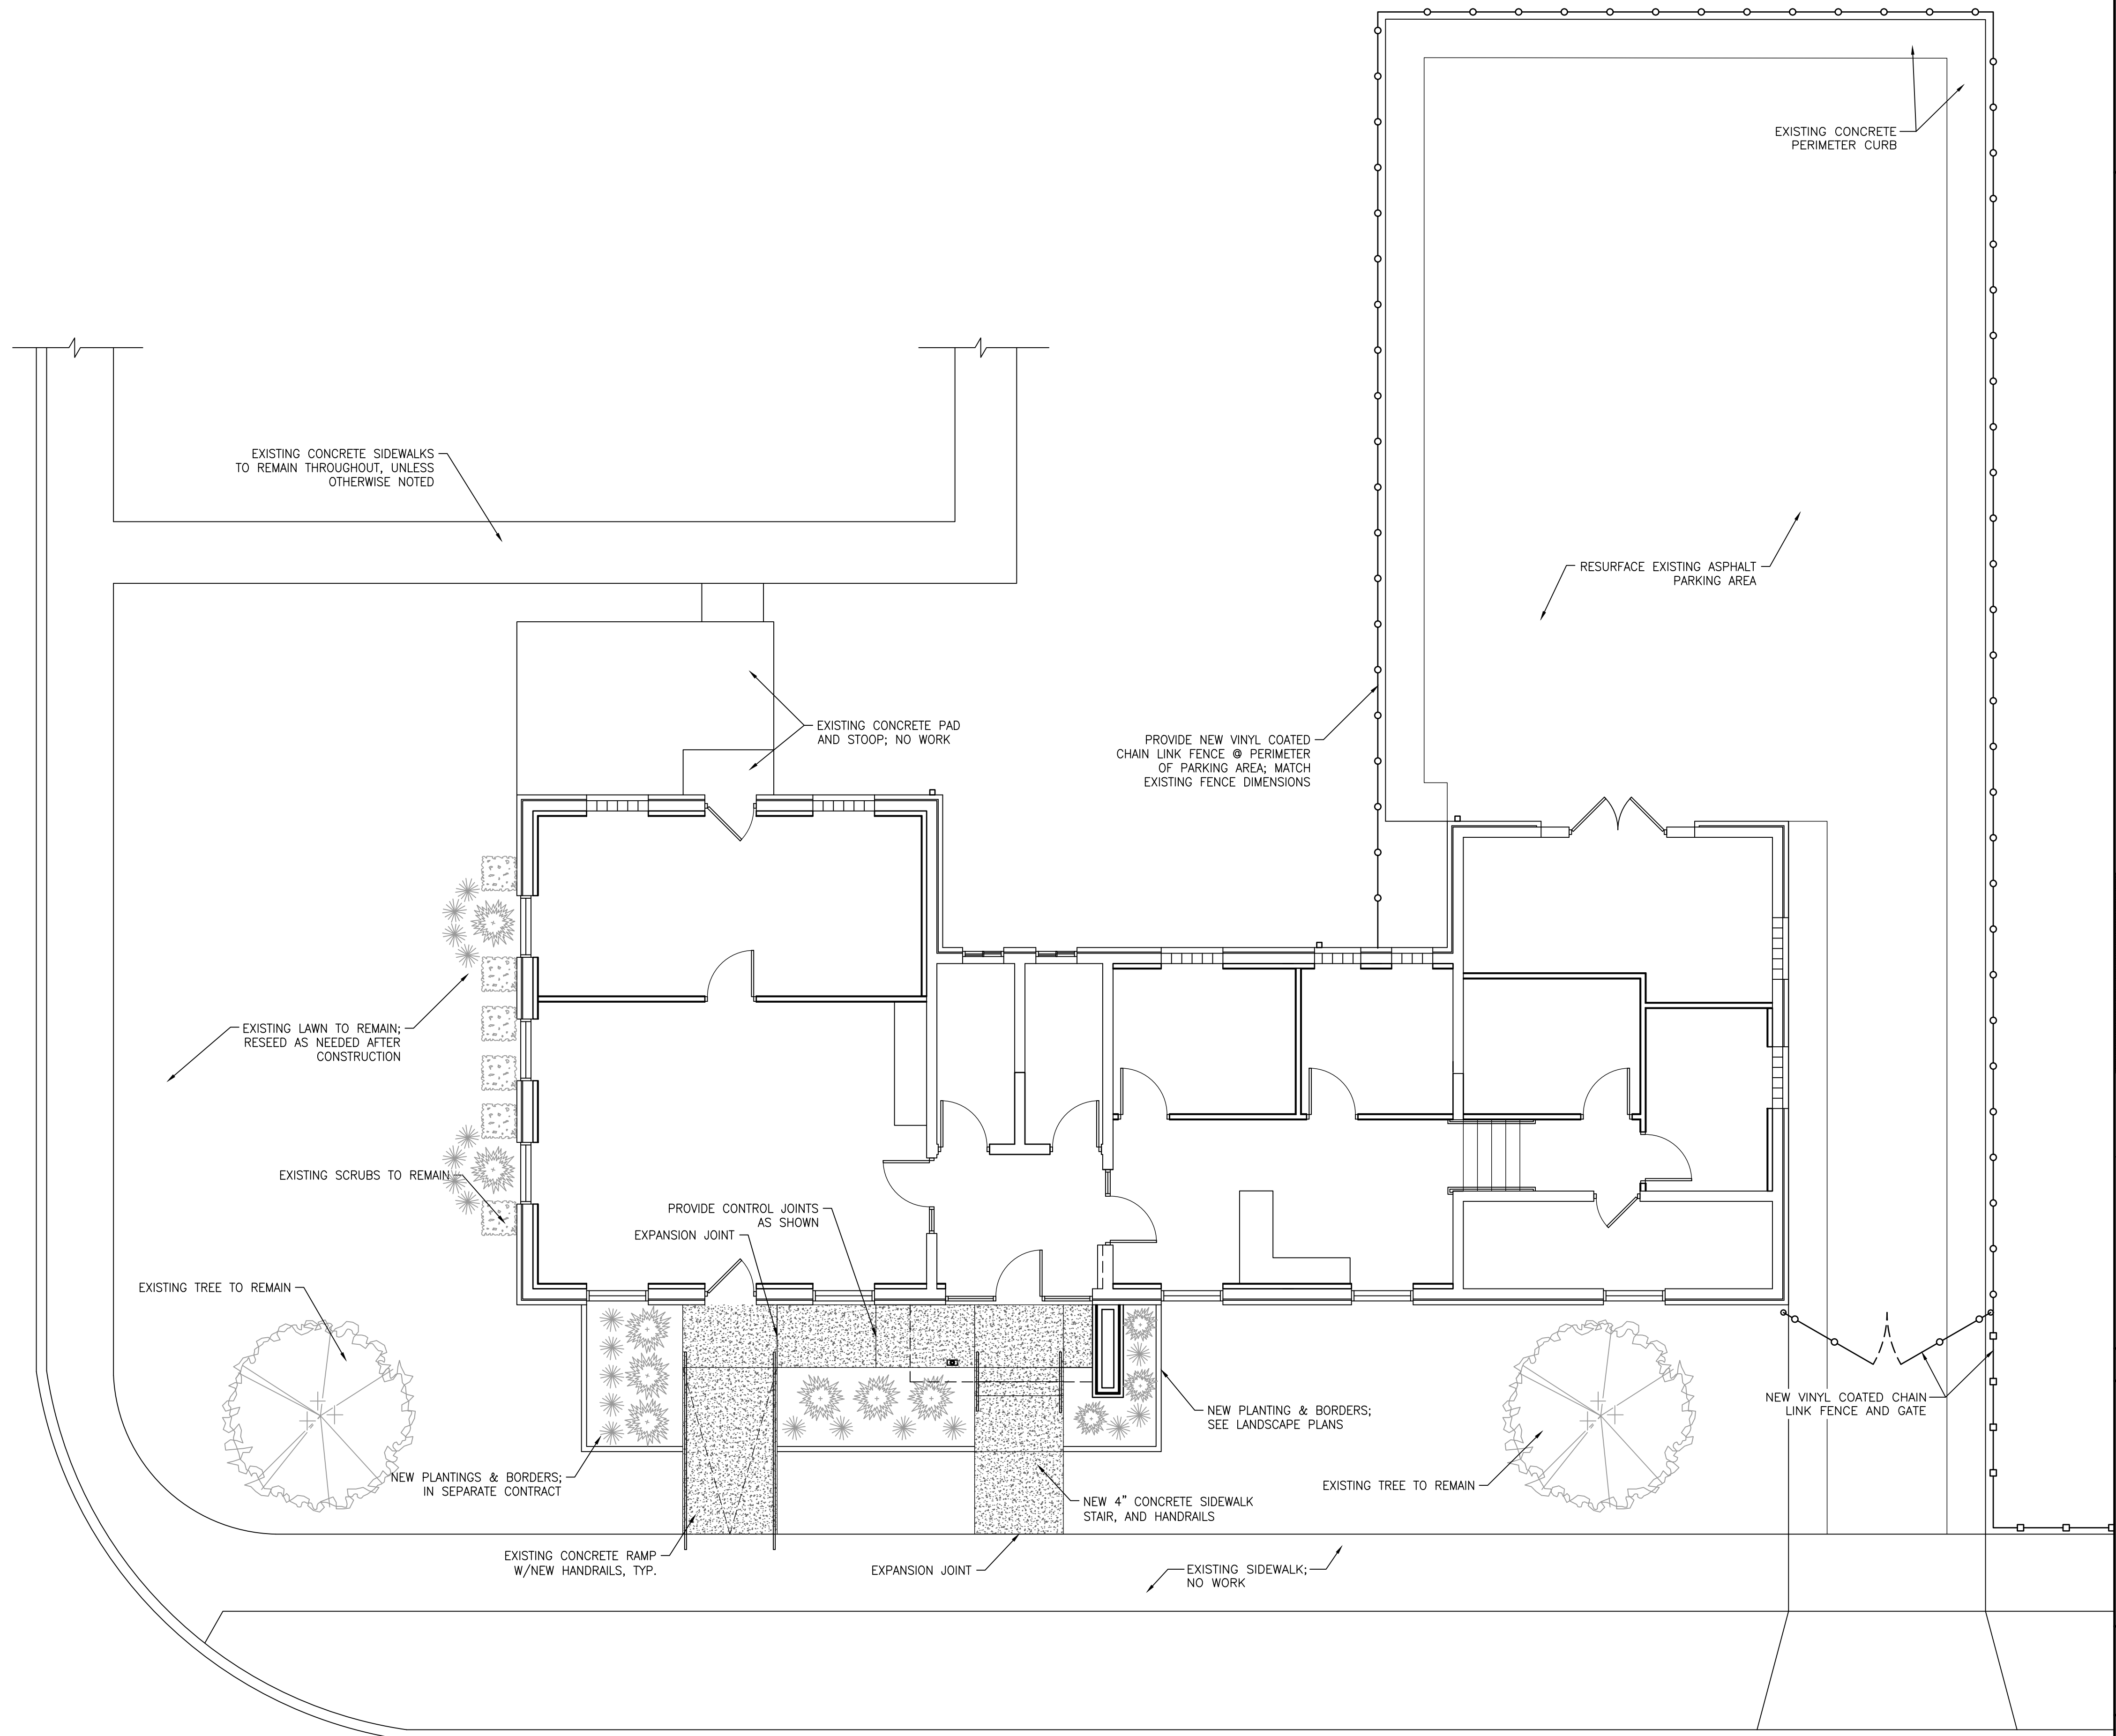 EXISTING CONCRETE
PERIMETER CURB
EXISTING CONCRETE SIDEWALKS
TO REMAIN THROUGHOUT, UNLESS
OTHERWISE NOTED
RESURFACE EXISTING ASPHALT
PARKING AREA
EXISTING CONCRETE PAD
AND STOOP; NO WORK
PROVIDE NEW VINYL COATED
CHAIN LINK FENCE @ PERIMETER
OF PARKING AREA; MATCH
EXISTING FENCE DIMENSIONS
EXISTING LAWN TO REMAIN;
RESEED AS NEEDED AFTER
CONSTRUCTION
EXISTING SCRUBS TO REMAIN
PROVIDE CONTROL JOINTS
AS SHOWN
EXPANSION JOINT
EXISTING TREE TO REMAIN
NEW VINYL COATED CHAIN
LINK FENCE AND GATE
NEW PLANTING & BORDERS;
SEE LANDSCAPE PLANS
NEW PLANTINGS & BORDERS;
IN SEPARATE CONTRACT
EXISTING TREE TO REMAIN
NEW 4" CONCRETE SIDEWALK
STAIR, AND HANDRAILS
EXISTING CONCRETE RAMP
W/NEW HANDRAILS, TYP.
EXPANSION JOINT
EXISTING SIDEWALK;
NO WORK